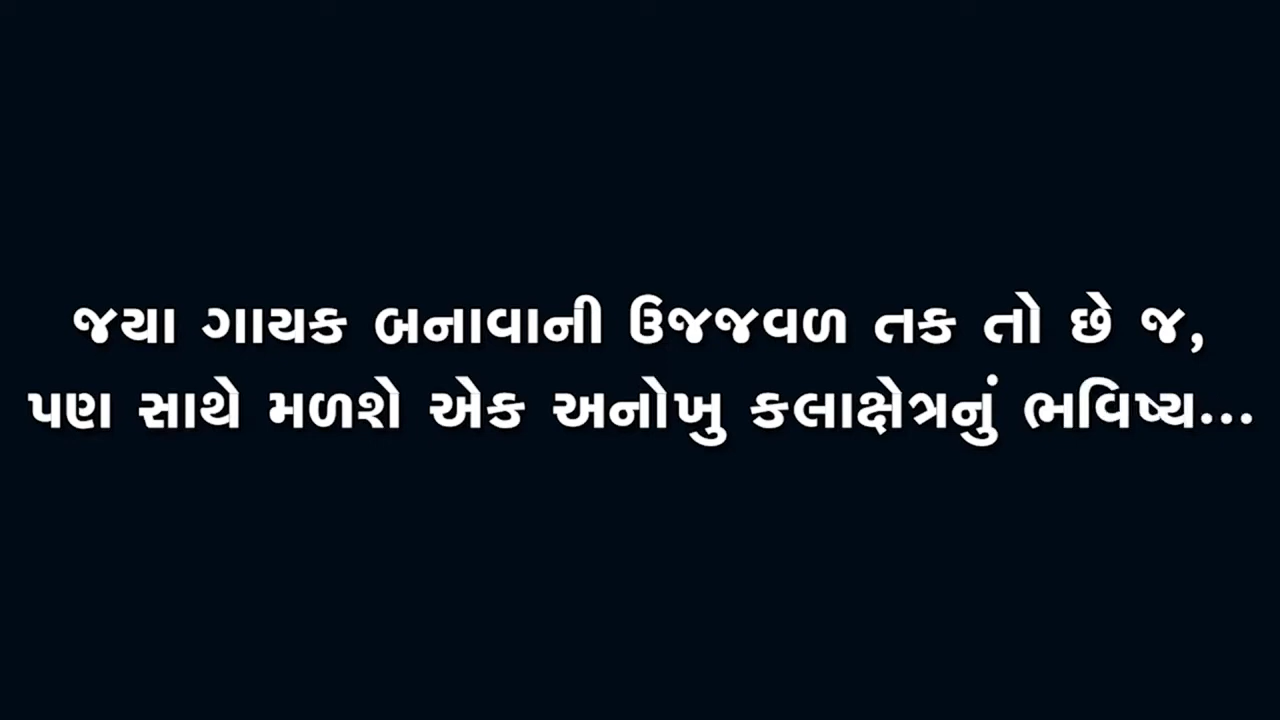 જયા ગાયક બનાવાની ઉજજવળ તક તો છે જ,
પણ સાથે મળશે એક અનોખુ કલાક્ષેત્રનું ભવિષ્ય...